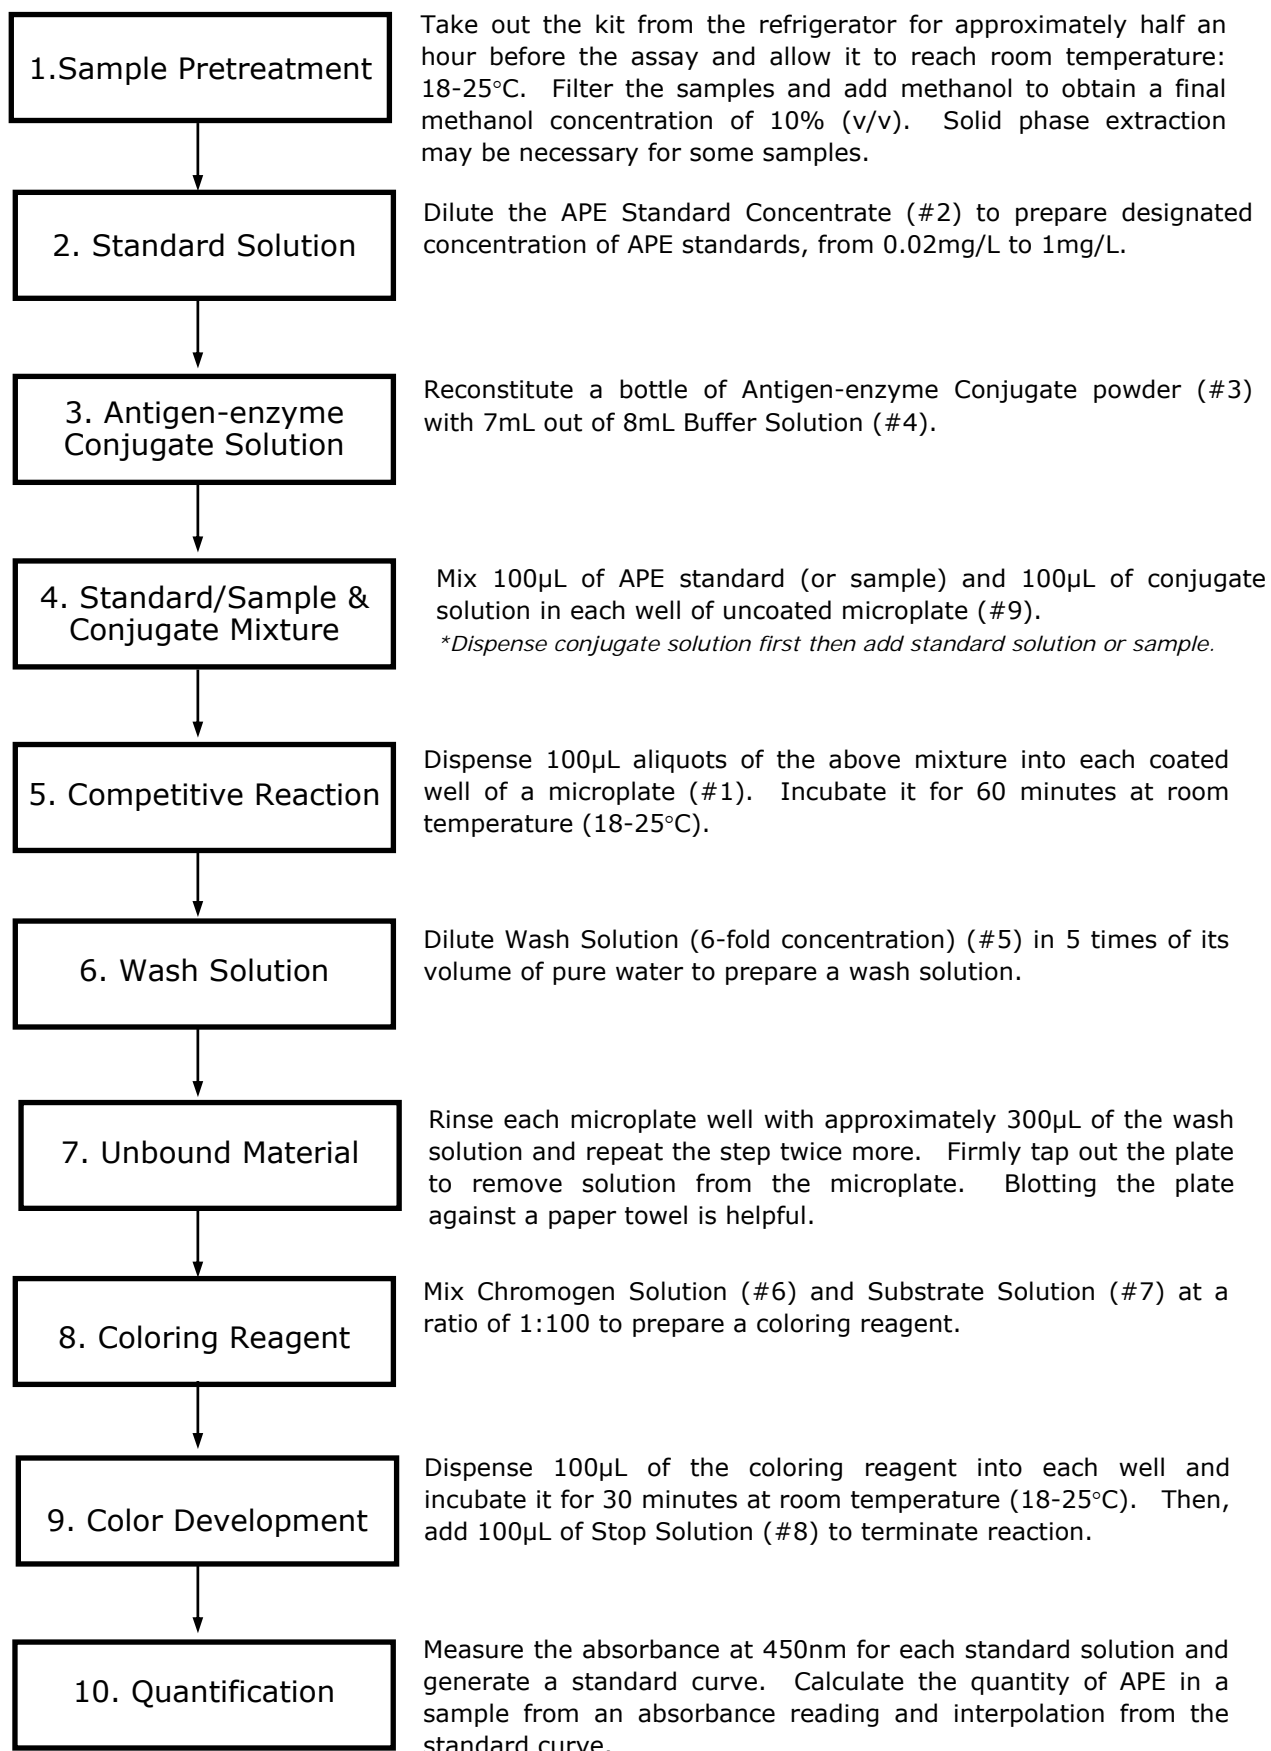 1.Sample Pretreatment
Take out the kit from the refrigerator for approximately half an
hour before the assay and allow it to reach room temperature:
18-25°C. Filter the samples and add methanol to obtain a final
methanol concentration of 10% (v/v). Solid phase extraction
may be necessary for some samples.
2. Standard Solution
Dilute the APE Standard Concentrate (#2) to prepare designated
concentration of APE standards, from 0.02mg/L to 1mg/L.
3. Antigen-enzyme
Conjugate Solution
Reconstitute a bottle of Antigen-enzyme Conjugate powder (#3)
with 7mL out of 8mL Buffer Solution (#4).
4. Standard/Sample &
Conjugate Mixture
Mix 100µL of APE standard (or sample) and 100µL of conjugate
solution in each well of uncoated microplate (#9).
*Dispense conjugate solution first then add standard solution or sample.
5. Competitive Reaction
Dispense 100µL aliquots of the above mixture into each coated
well of a microplate (#1). Incubate it for 60 minutes at room
temperature (18-25°C).
6. Wash Solution
Dilute Wash Solution (6-fold concentration) (#5) in 5 times of its
volume of pure water to prepare a wash solution.
7. Unbound Material
Rinse each microplate well with approximately 300µL of the wash
solution and repeat the step twice more. Firmly tap out the plate
to remove solution from the microplate. Blotting the plate
against a paper towel is helpful.
8. Coloring Reagent
Mix Chromogen Solution (#6) and Substrate Solution (#7) at a
ratio of 1:100 to prepare a coloring reagent.
9. Color Development
Dispense 100µL of the coloring reagent into each well and
incubate it for 30 minutes at room temperature (18-25°C). Then,
add 100µL of Stop Solution (#8) to terminate reaction.
10. Quantification
Measure the absorbance at 450nm for each standard solution and
generate a standard curve. Calculate the quantity of APE in a
sample from an absorbance reading and interpolation from the
standard curve.